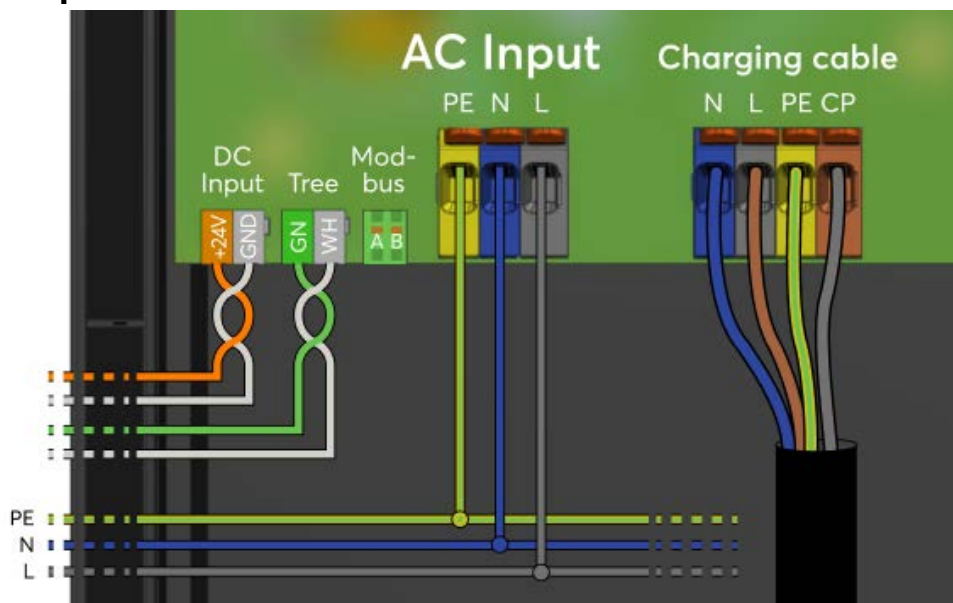 AC Input
Charging cable
PE N L
N L PE CP
DC Input
Tree
Mod-
bus
+24V GND
GN WH
A B
PE
N
L